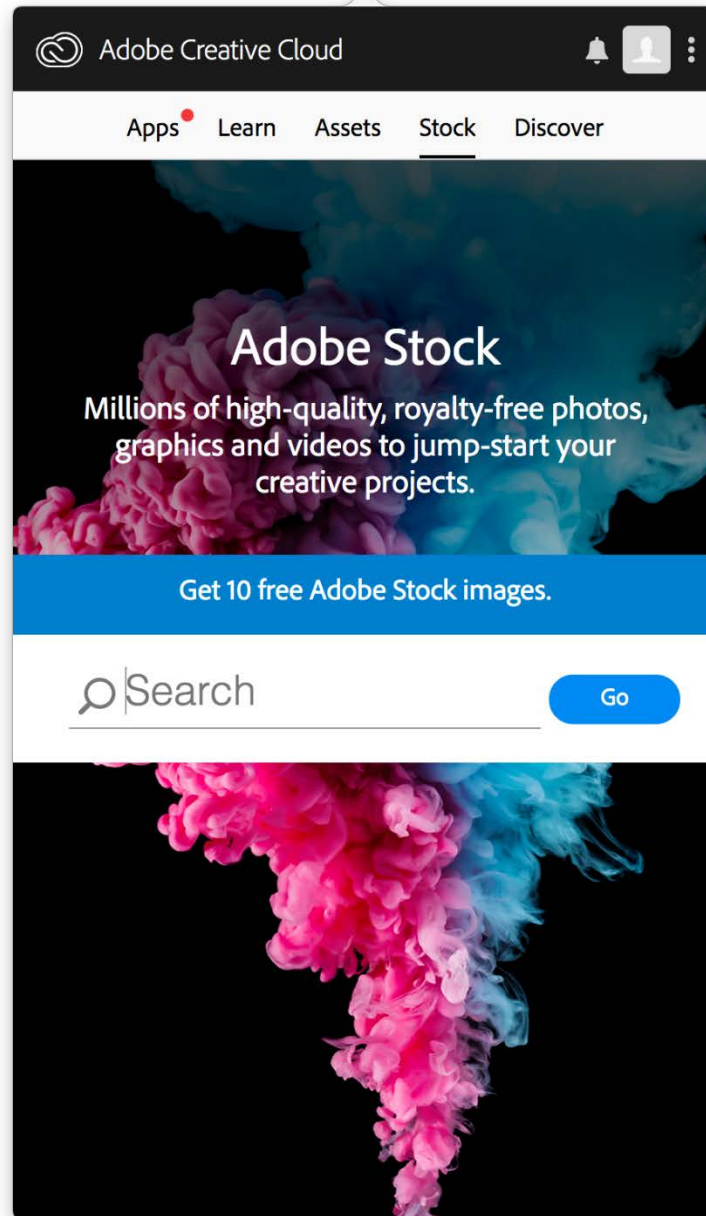 Adobe Creative Cloud
Apps Learn Assets Stock Discover
Adobe Stock
Millions of high-quality, royalty-free photos,
graphics and videos to jump-start your
creative projects.
Get 10 free Adobe Stock images.
Search
Go